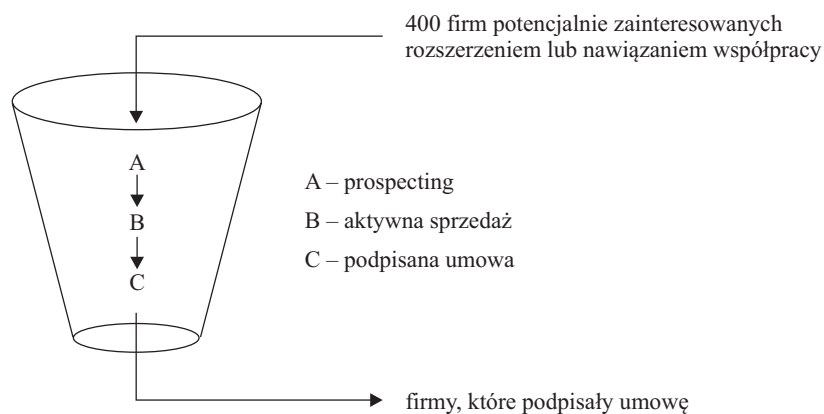 400 firm potencjalnie zainteresowanych
rozszerzeniem lub nawiązaniem współpracy
A
B
C
A – prospecting
B – aktywna sprzedaż
C – podpisana umowa
firmy, które podpisały umowę